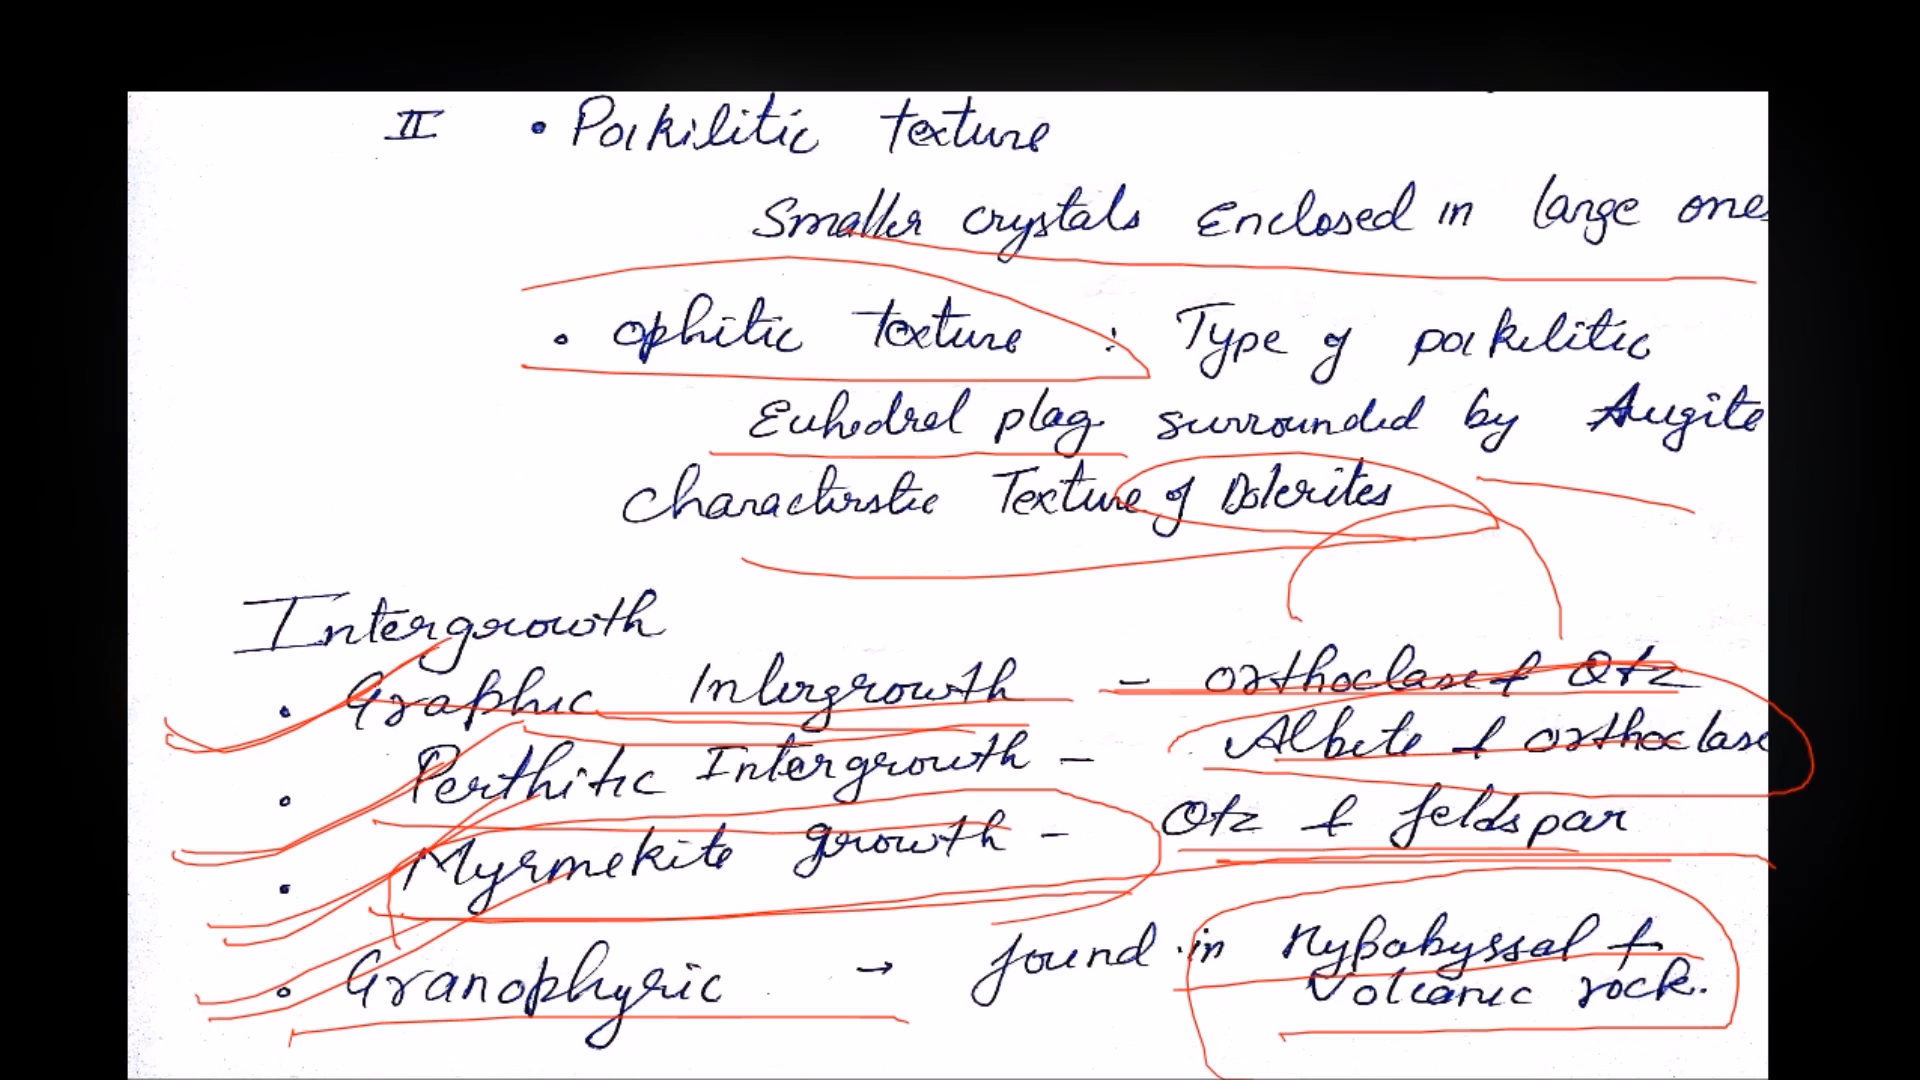 II • Poikilitic Texture
Smaller crystals Enclosed in large ones
• ophitic Texture : Type of poikilitic
Euhedral plag. surrounded by Augite
Characterstic Texture of Dolerites
Intergrowth
• Graphic Intergrowth - orthoclase & Qtz
• Perthitic Intergrowth - Albite & orthoclase
• Myrmekite growth - Qtz & feldspar
• Granophyric → found in Hypabyssal &
Volcanic rock.